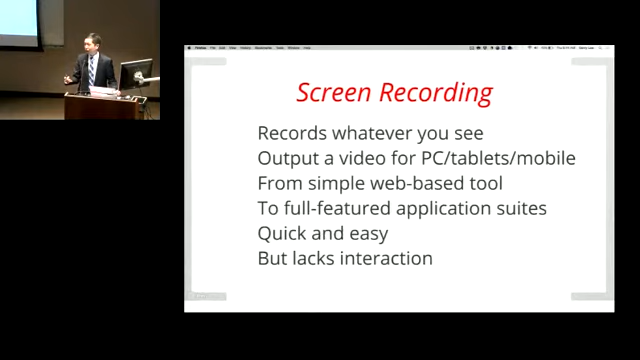 Screen Recording
Records whatever you see
Output a video for PC/tablets/mobile
From simple web-based tool
To full-featured application suites
Quick and easy
But lacks interaction